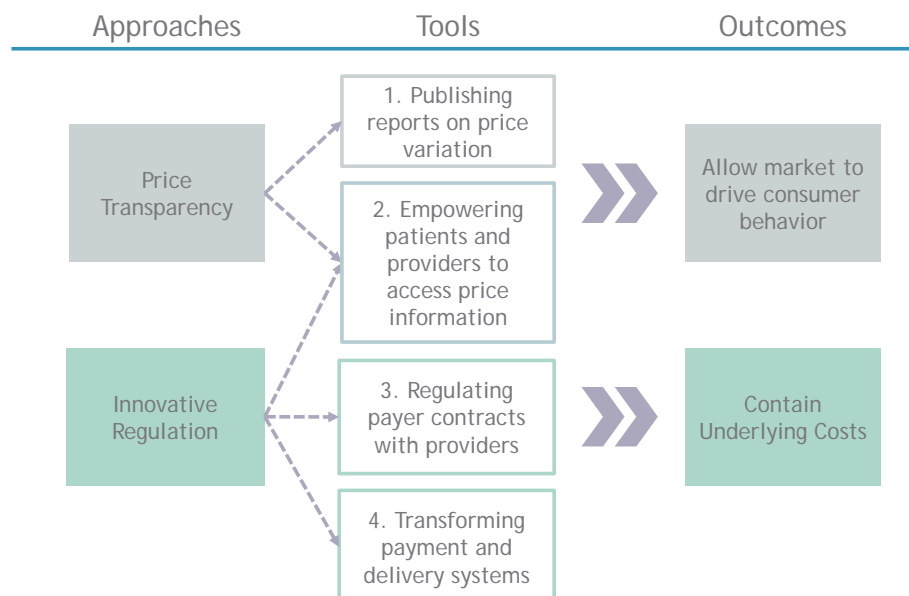 Approaches
Tools
Outcomes
Price
Transparency
1. Publishing
reports on price
variation
2. Empowering
patients and
providers to
access price
information
Allow market to
drive consumer
behavior
Innovative
Regulation
3. Regulating
payer contracts
with providers
4. Transforming
payment and
delivery systems
Contain
Underlying Costs